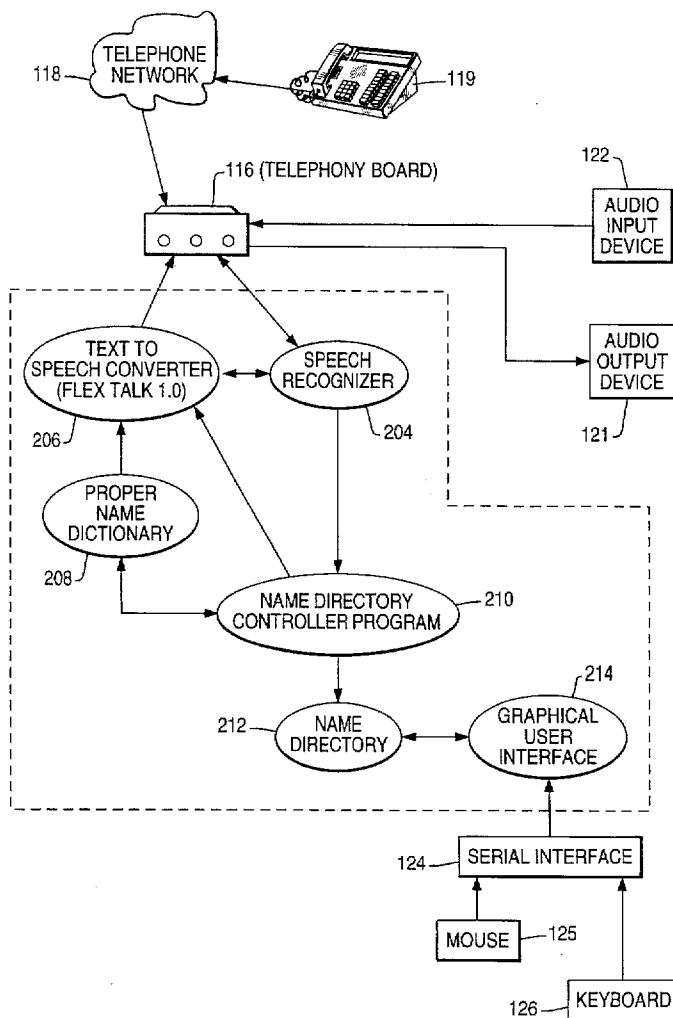 TELEPHONE
NETWORK
118
119
116 (TELEPHONY BOARD)
122
AUDIO
INPUT
DEVICE
TEXT TO
SPEECH CONVERTER
(FLEX TALK 1.0)
206
SPEECH
RECOGNIZER
204
AUDIO
OUTPUT
DEVICE
121
PROPER
NAME
DICTIONARY
208
NAME DIRECTORY
CONTROLLER PROGRAM
210
214
212
NAME
DIRECTORY
GRAPHICAL
USER
INTERFACE
124
SERIAL INTERFACE
MOUSE
125
126
KEYBOARD